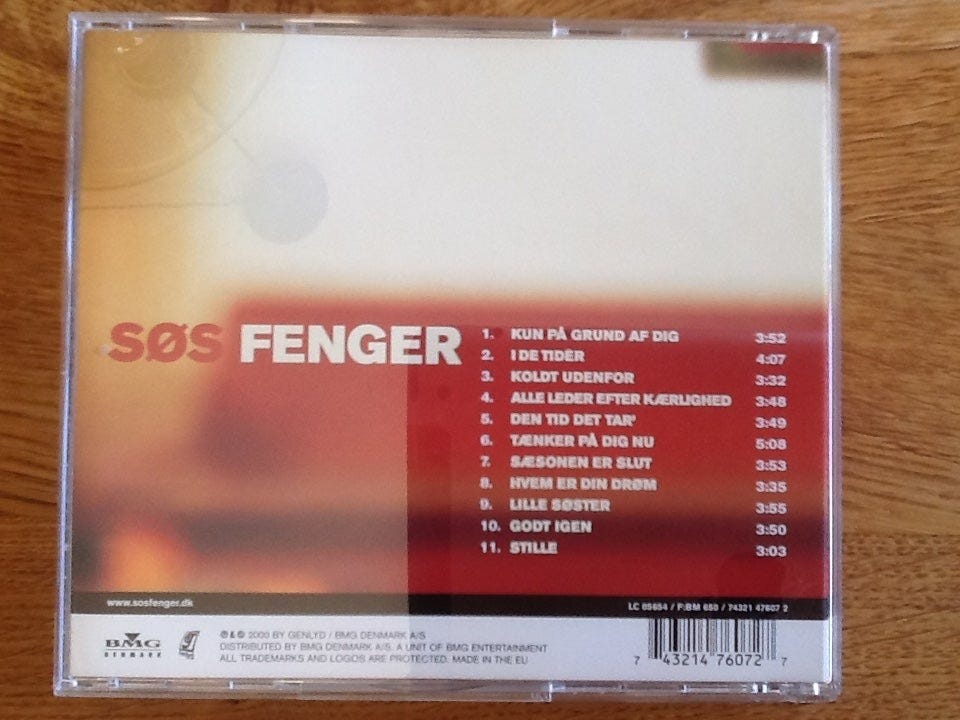 SØS FENGER
1. KUN PÅ GRUND AF DIG 3:52
2. I DE TIDER 4:07
3. KOLDT UDENFOR 3:32
4. ALLE LEDER EFTER KÆRLIGHED 3:48
5. DEN TID DET TAR' 3:49
6. TÆNKER PÅ DIG NU 5:08
7. SÆSONEN ER SLUT 3:53
8. HVEM ER DIN DRØM 3:35
9. LILLE SØSTER 3:55
10. GODT IGEN 3:50
11. STILLE 3:03
www.sosfenger.dk
LC 05654 / F:BM 650 / 74321 47607 2
BMG
DENMARK
℗ & © 2000 BY GENLYD / BMG DENMARK A/S
DISTRIBUTED BY BMG DENMARK A/S. A UNIT OF BMG ENTERTAINMENT
ALL TRADEMARKS AND LOGOS ARE PROTECTED. MADE IN THE EU
7 43214 76072 7